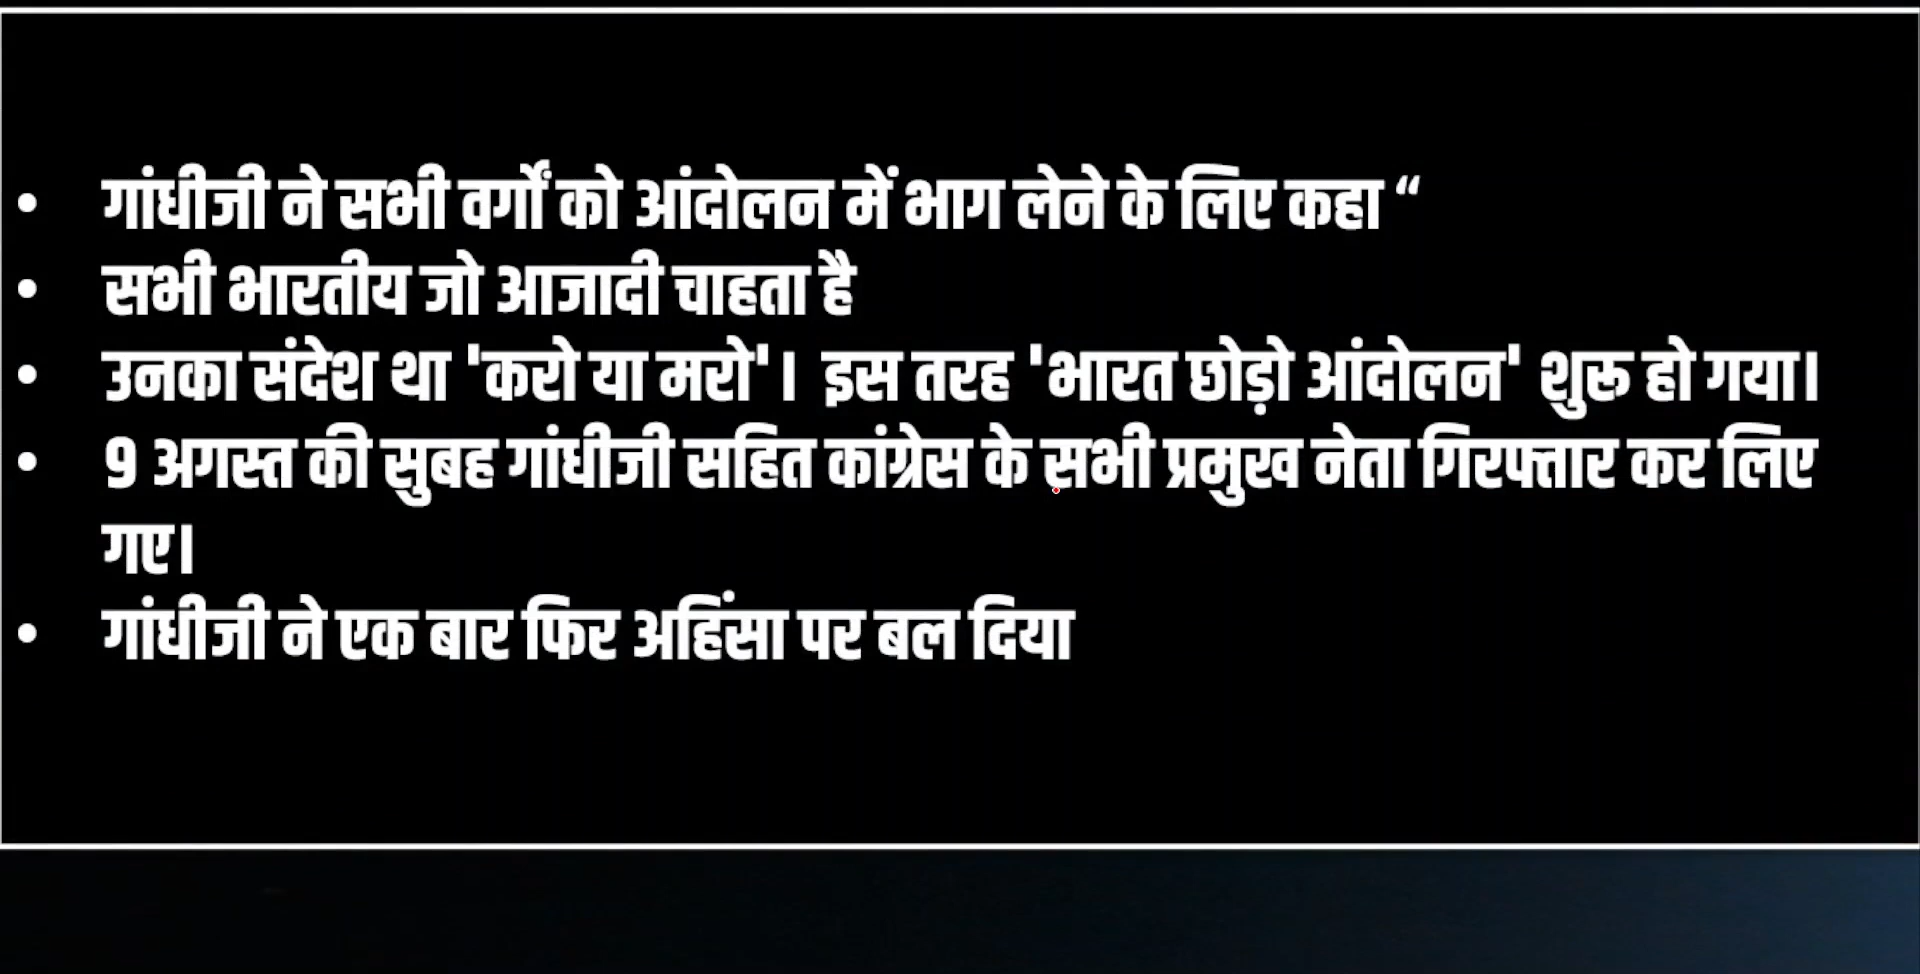 • गांधीजी ने सभी वर्गों को आंदोलन में भाग लेने के लिए कहा “
• सभी भारतीय जो आजादी चाहता है
• उनका संदेश था 'करो या मरो'। इस तरह 'भारत छोड़ो आंदोलन' शुरू हो गया।
• 9 अगस्त की सुबह गांधीजी सहित कांग्रेस के सभी प्रमुख नेता गिरफ्तार कर लिए
गए।
• गांधीजी ने एक बार फिर अहिंसा पर बल दिया